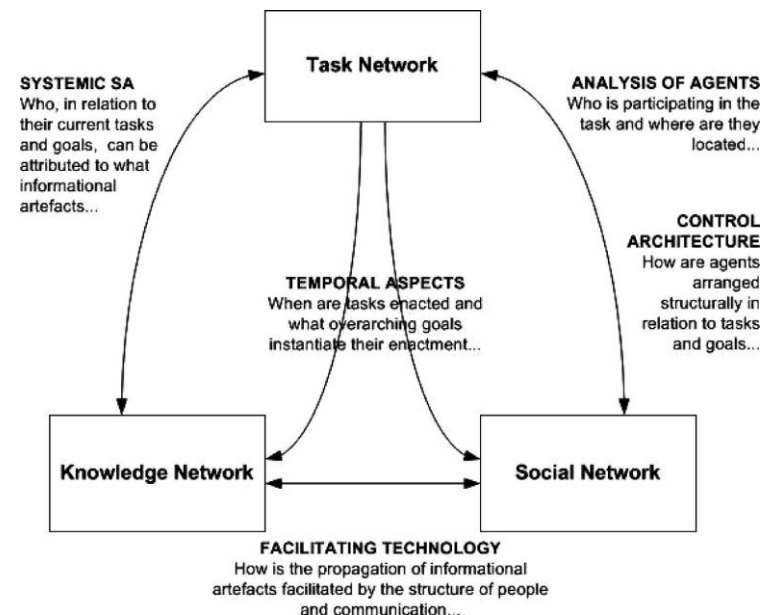 Task Network
SYSTEMIC SA
Who, in relation to
their current tasks
and goals, can be
attributed to what
informational
artefacts...
ANALYSIS OF AGENTS
Who is participating in the
task and where are they
located...
CONTROL
ARCHITECTURE
How are agents
arranged
structurally in
relation to tasks
and goals...
TEMPORAL ASPECTS
When are tasks enacted and
what overarching goals
instantiate their enactment...
Knowledge Network
Social Network
FACILITATING TECHNOLOGY
How is the propagation of informational
artefacts facilitated by the structure of people
and communication...